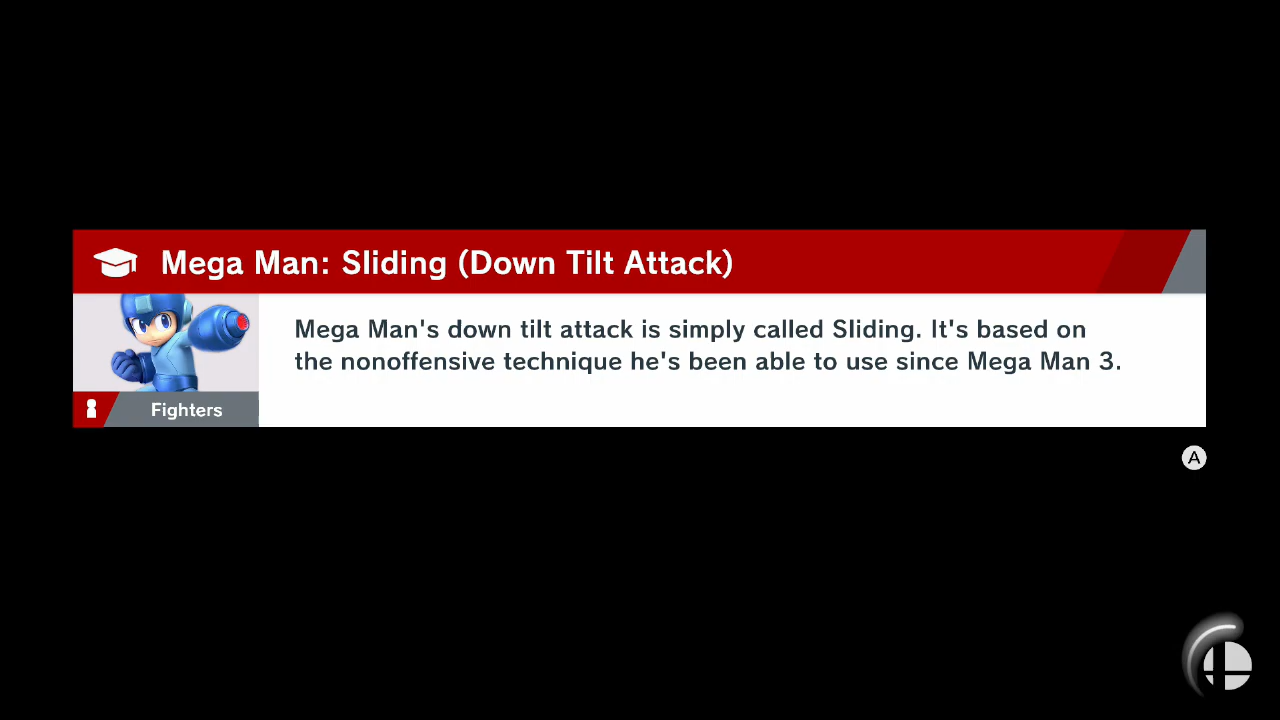 Mega Man: Sliding (Down Tilt Attack)
Mega Man's down tilt attack is simply called Sliding. It's based on
the nonoffensive technique he's been able to use since Mega Man 3.
Fighters
A